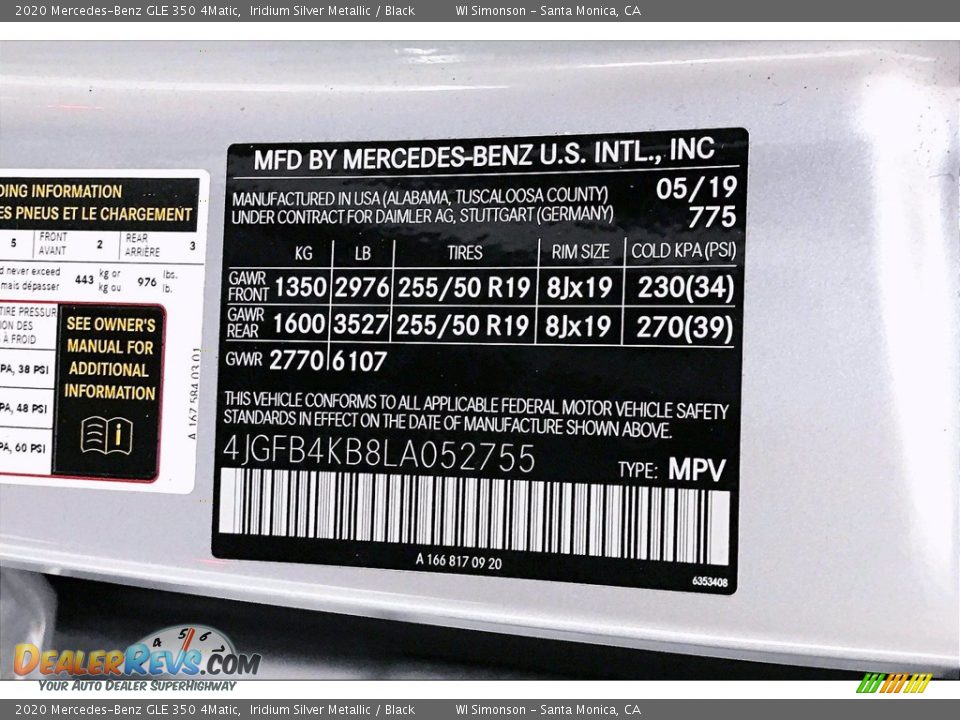 2020 Mercedes-Benz GLE 350 4Matic, Iridium Silver Metallic / Black WI Simonson - Santa Monica, CA
DING INFORMATION
ES PNEUS ET LE CHARGEMENT
5 FRONT 2 REAR 3
AVANT ARRIÈRE
d never exceed 443 kg or 976 lbs.
mais dépasser kg ou lb.
TIRE PRESSUR
ION DES
À FROID
PA, 38 PSI
PA, 48 PSI
PA, 60 PSI
SEE OWNER'S
MANUAL FOR
ADDITIONAL
INFORMATION
i
A 167 584 03 01
MFD BY MERCEDES-BENZ U.S. INTL., INC
MANUFACTURED IN USA (ALABAMA, TUSCALOOSA COUNTY) 05/19
UNDER CONTRACT FOR DAIMLER AG, STUTTGART (GERMANY) 775
KG LB TIRES RIM SIZE COLD KPA (PSI)
GAWR FRONT 1350 2976 255/50 R19 8Jx19 230(34)
GAWR REAR 1600 3527 255/50 R19 8Jx19 270(39)
GVWR 2770 6107
THIS VEHICLE CONFORMS TO ALL APPLICABLE FEDERAL MOTOR VEHICLE SAFETY
STANDARDS IN EFFECT ON THE DATE OF MANUFACTURE SHOWN ABOVE.
4JGFB4KB8LA052755 TYPE: MPV
A 166 817 09 20
6353408
4 5 6
DEALERREVS.COM
YOUR AUTO DEALER SUPERHIGHWAY
2020 Mercedes-Benz GLE 350 4Matic, Iridium Silver Metallic / Black WI Simonson - Santa Monica, CA